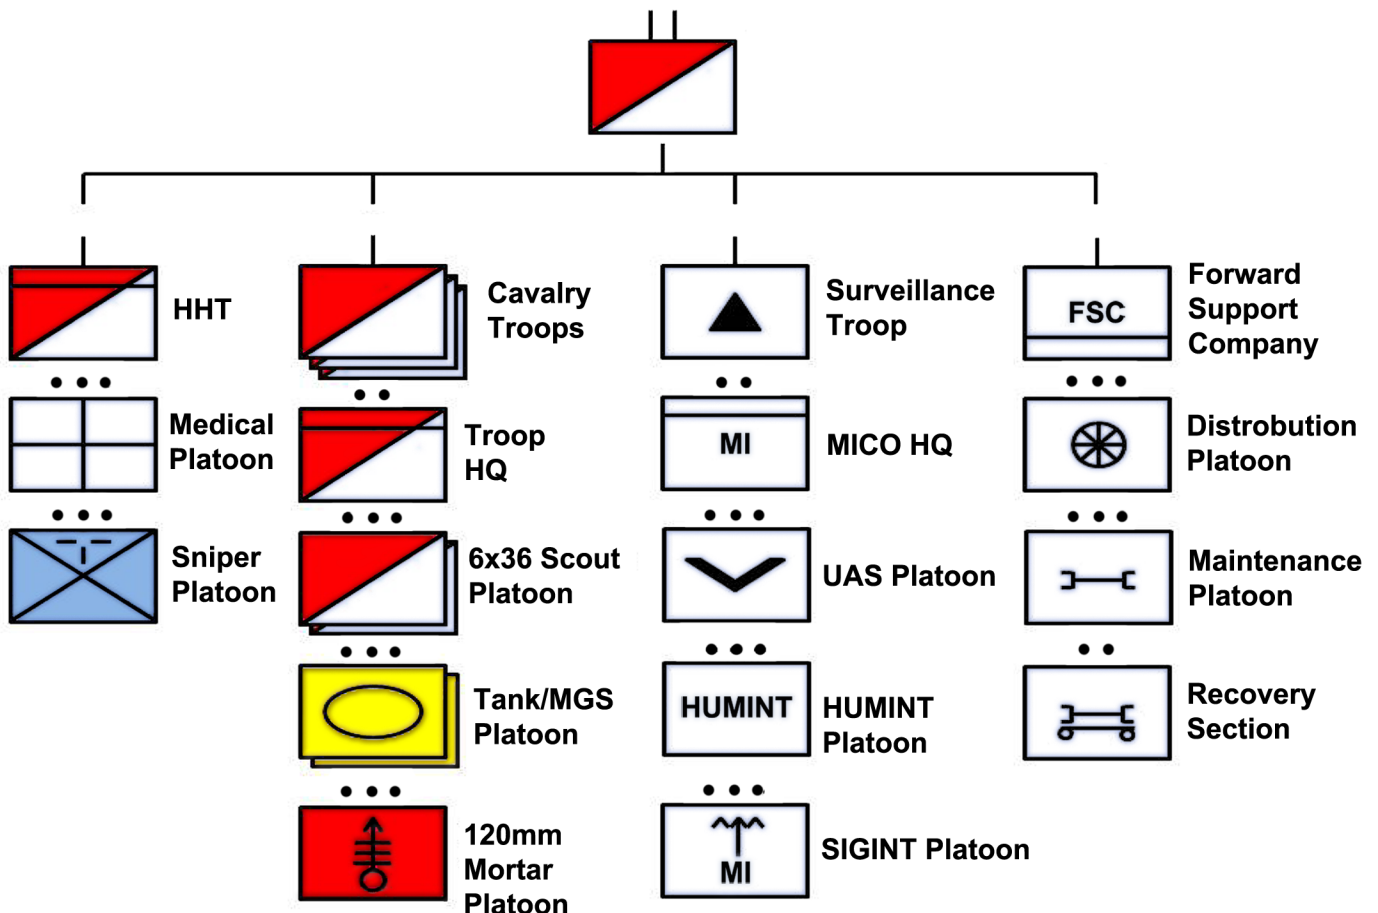 HHT
Medical
Platoon
Sniper
Platoon
Cavalry
Troops
Troop
HQ
6x36 Scout
Platoon
Tank/MGS
Platoon
120mm
Mortar
Platoon
Surveillance
Troop
MI
MICO HQ
UAS Platoon
HUMINT
HUMINT
Platoon
MI
SIGINT Platoon
FSC
Forward
Support
Company
Distrobution
Platoon
Maintenance
Platoon
Recovery
Section